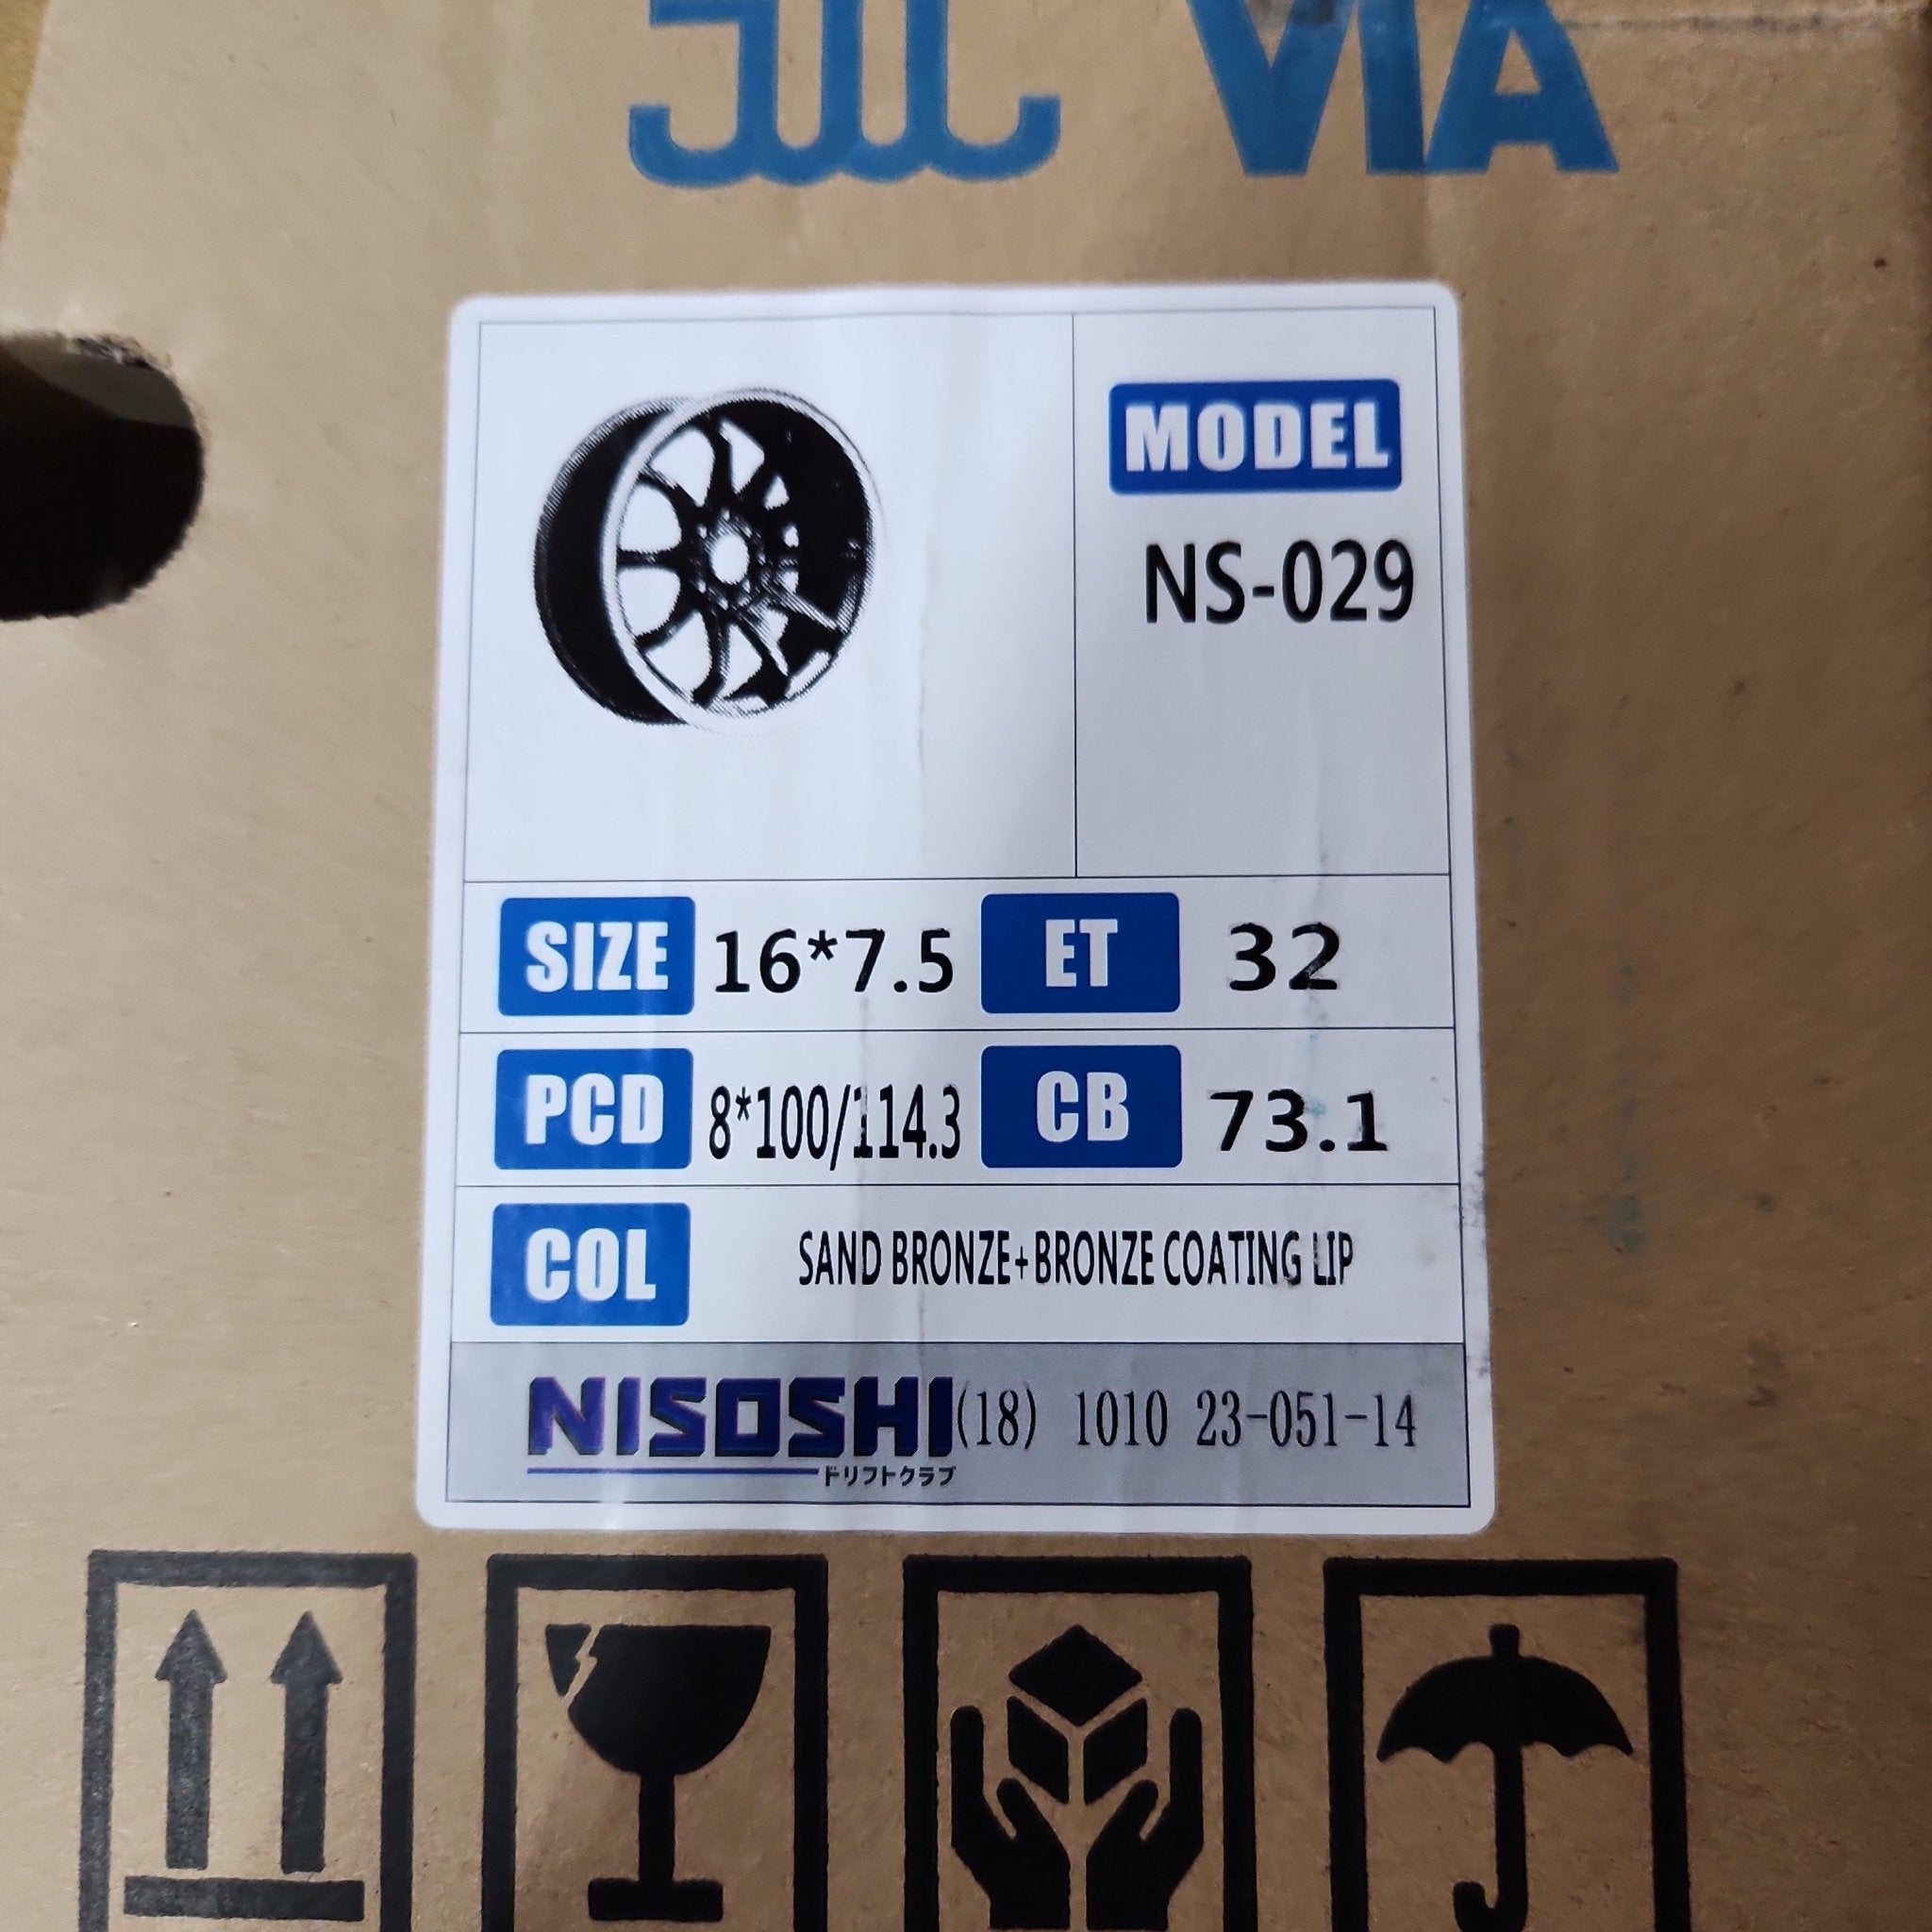 VIA
MODEL
NS-029
SIZE 16*7.5 ET 32
PCD 8*100/114.3 CB 73.1
COL SAND BRONZE+BRONZE COATING LIP
NISOSHI (18) 1010 23-051-14
ドリフトクラブ